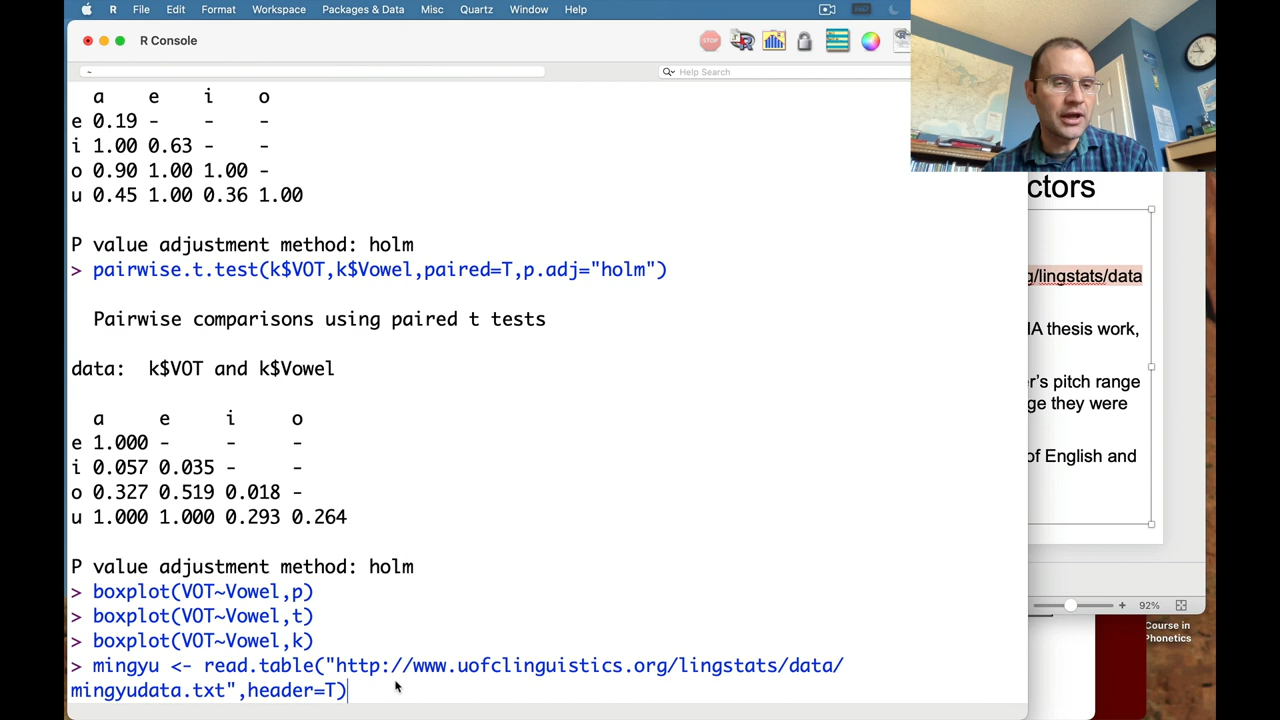 R File Edit Format Workspace Packages & Data Misc Quartz Window Help
R Console
STOP
~
Help Search
a e i o
e 0.19 - - -
i 1.00 0.63 - -
o 0.90 1.00 1.00 -
u 0.45 1.00 0.36 1.00
P value adjustment method: holm
> pairwise.t.test(k$VOT,k$Vowel,paired=T,p.adj="holm")
Pairwise comparisons using paired t tests
data: k$VOT and k$Vowel
a e i o
e 1.000 - - -
i 0.057 0.035 - -
o 0.327 0.519 0.018 -
u 1.000 1.000 0.293 0.264
P value adjustment method: holm
> boxplot(VOT~Vowel,p)
> boxplot(VOT~Vowel,t)
> boxplot(VOT~Vowel,k)
> mingyu <- read.table("http://www.uofclinguistics.org/lingstats/data/
mingyudata.txt",header=T)
ctors
g/lingstats/data
thesis work,
er's pitch range
ge they were
of English and
92%
Course in
Phonetics